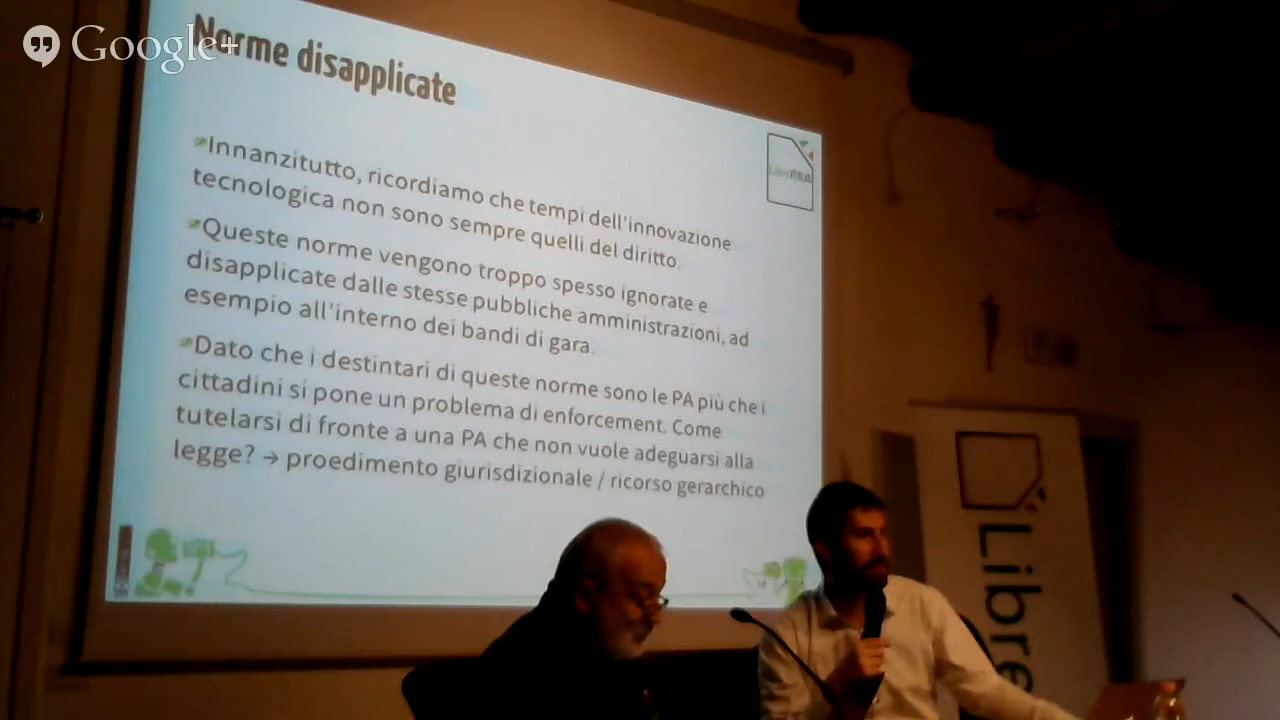 Google+
Norme disapplicate
LibreITALIA
Innanzitutto, ricordiamo che tempi dell'innovazione
tecnologica non sono sempre quelli del diritto.
Queste norme vengono troppo spesso ignorate e
disapplicate dalle stesse pubbliche amministrazioni, ad
esempio all'interno dei bandi di gara.
Dato che i destintari di queste norme sono le PA più che i
cittadini si pone un problema di enforcement. Come
tutelarsi di fronte a una PA che non vuole adeguarsi alla
legge? → proedimento giurisdizionale / ricorso gerarchico
Libre